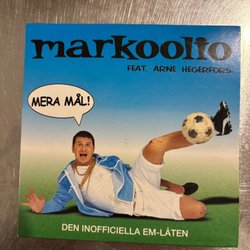 markoolio
FEAT. ARNE HEGERFORS
MERA MÅL!
DEN INOFFICIELLA EM-LÅTEN